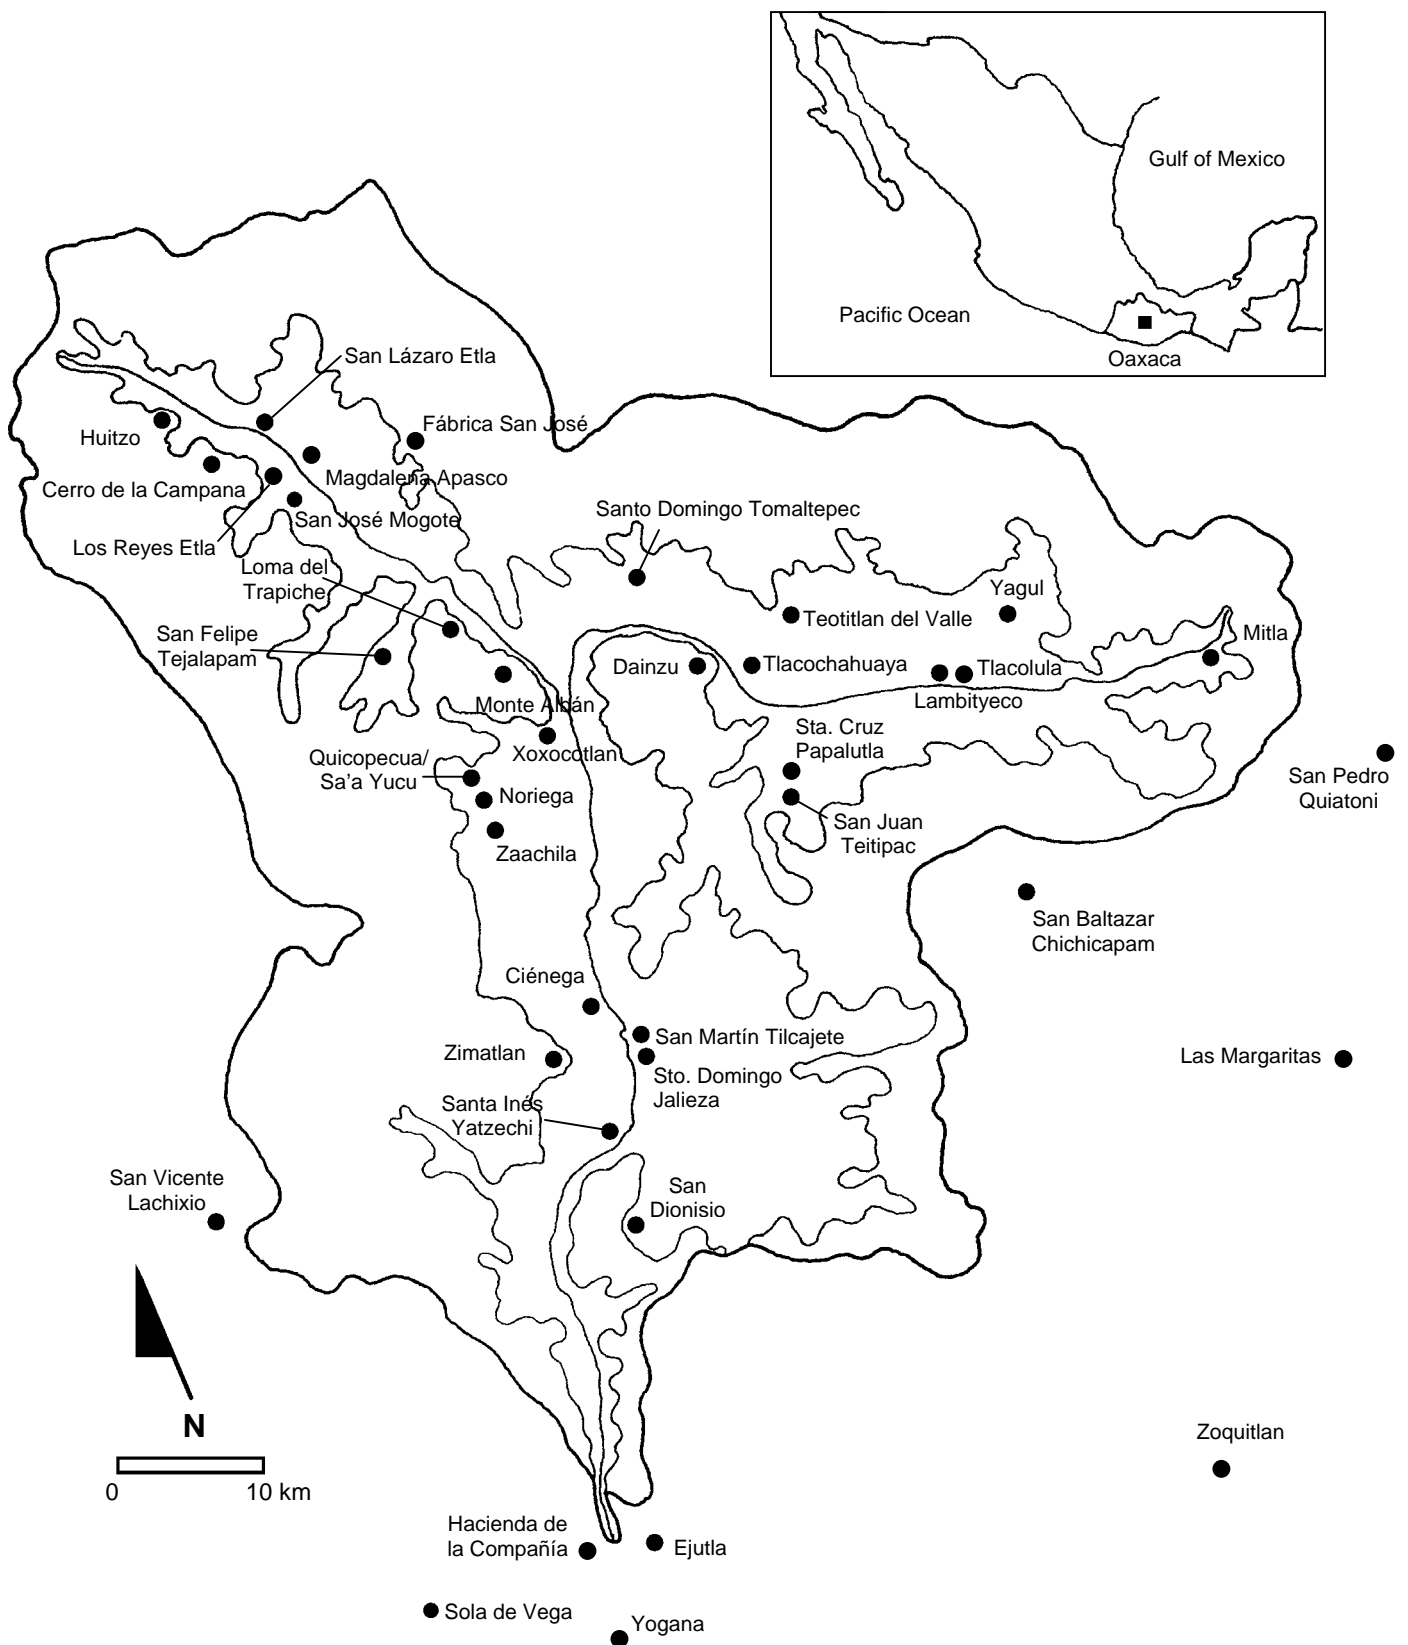 Gulf of Mexico
Pacific Ocean
Oaxaca
San Lázaro Etla
Fábrica San José
Huitzo
Magdalena Apasco
Cerro de la Campana
San José Mogote
Los Reyes Etla
Santo Domingo Tomaltepec
Loma del
Trapiche
Yagul
Teotitlan del Valle
San Felipe
Tejalapam
Mitla
Dainzu
Tlacochahuaya
Tlacolula
Lambityeco
Monte Albán
Xoxocotlan
Sta. Cruz
Papalutla
Quicopecua/
Sa'a Yucu
San Pedro
Quiatoni
Noriega
San Juan
Teitipac
Zaachila
San Baltazar
Chichicapam
Ciénega
San Martín Tilcajete
Zimatlan
Las Margaritas
Sto. Domingo
Jalieza
Santa Inés
Yatzechi
San Vicente
Lachixio
San
Dionisio
N
0 10 km
Zoquitlan
Hacienda de
la Compañía
Ejutla
Sola de Vega
Yogana